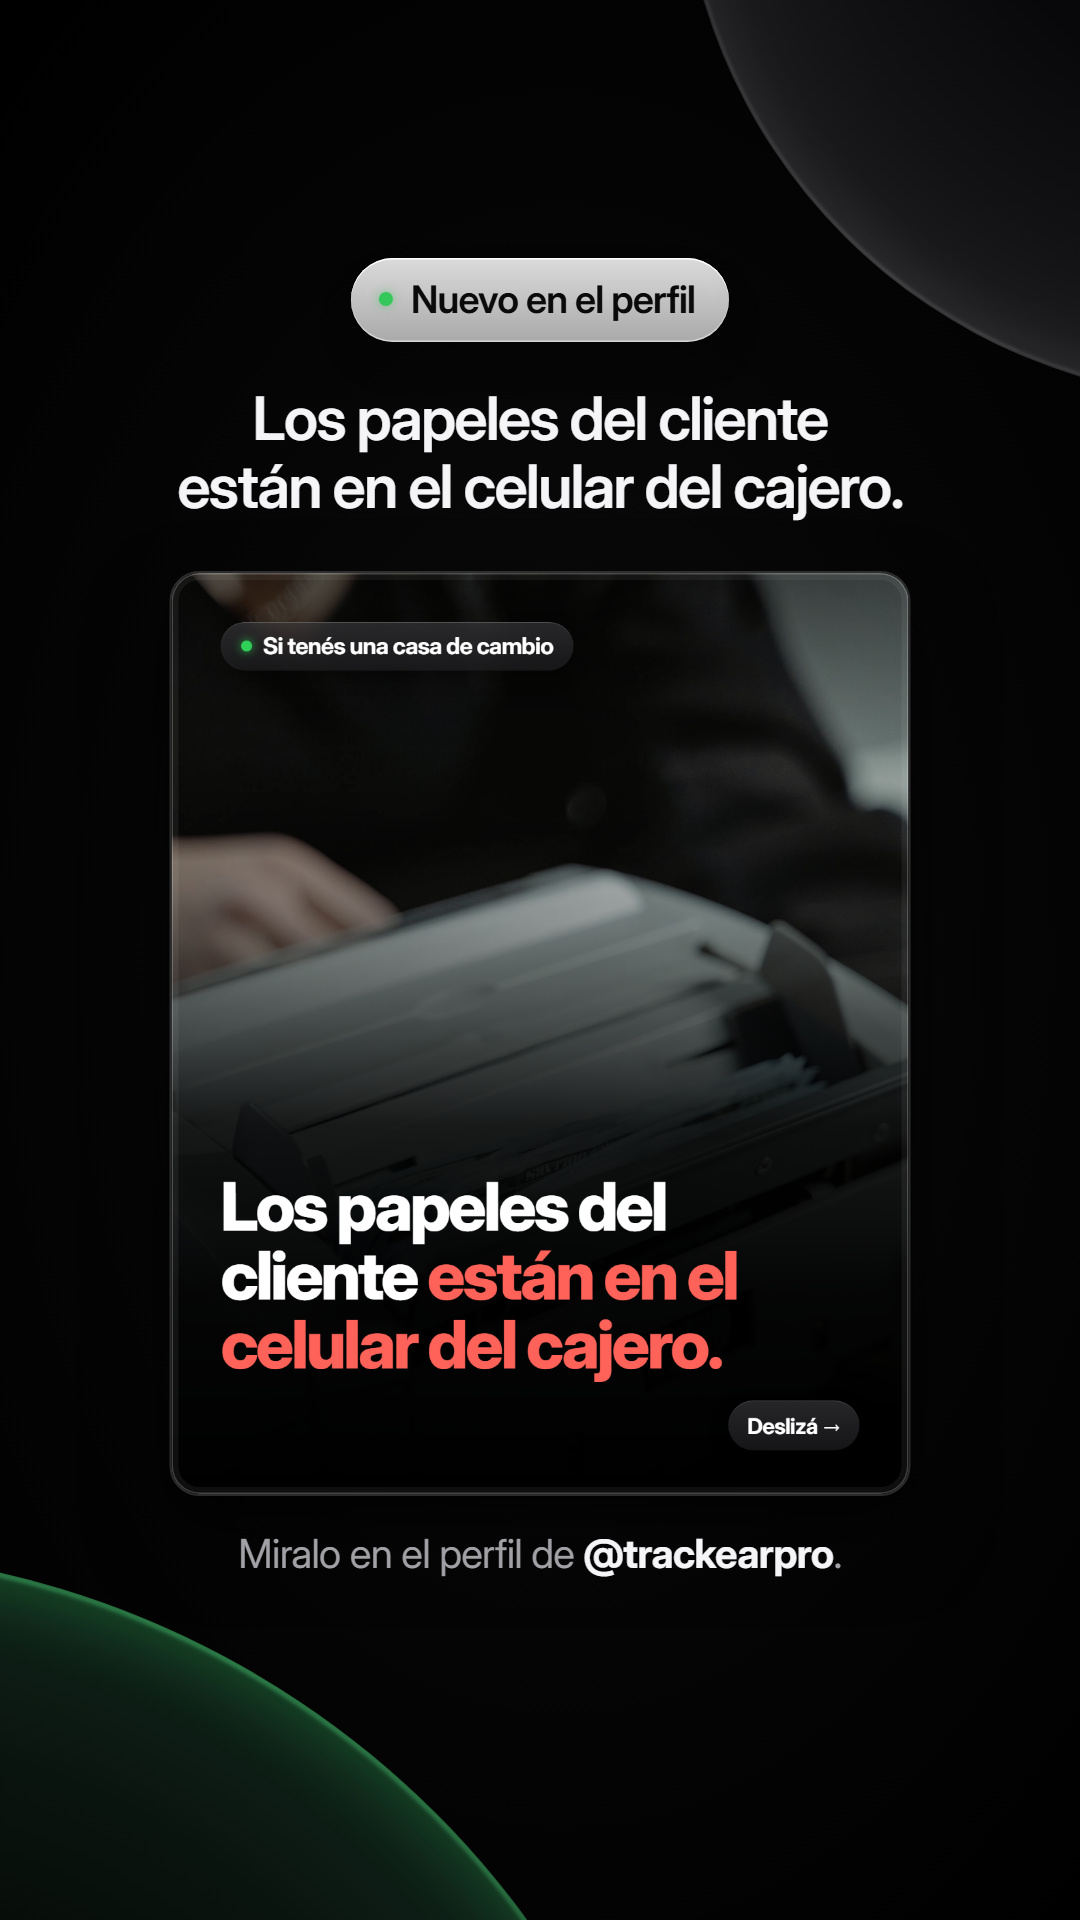 Nuevo en el perfil
Los papeles del cliente
están en el celular del cajero.
Si tenés una casa de cambio
Los papeles del
cliente están en el
celular del cajero.
Deslizá →
Miralo en el perfil de @trackearpro.